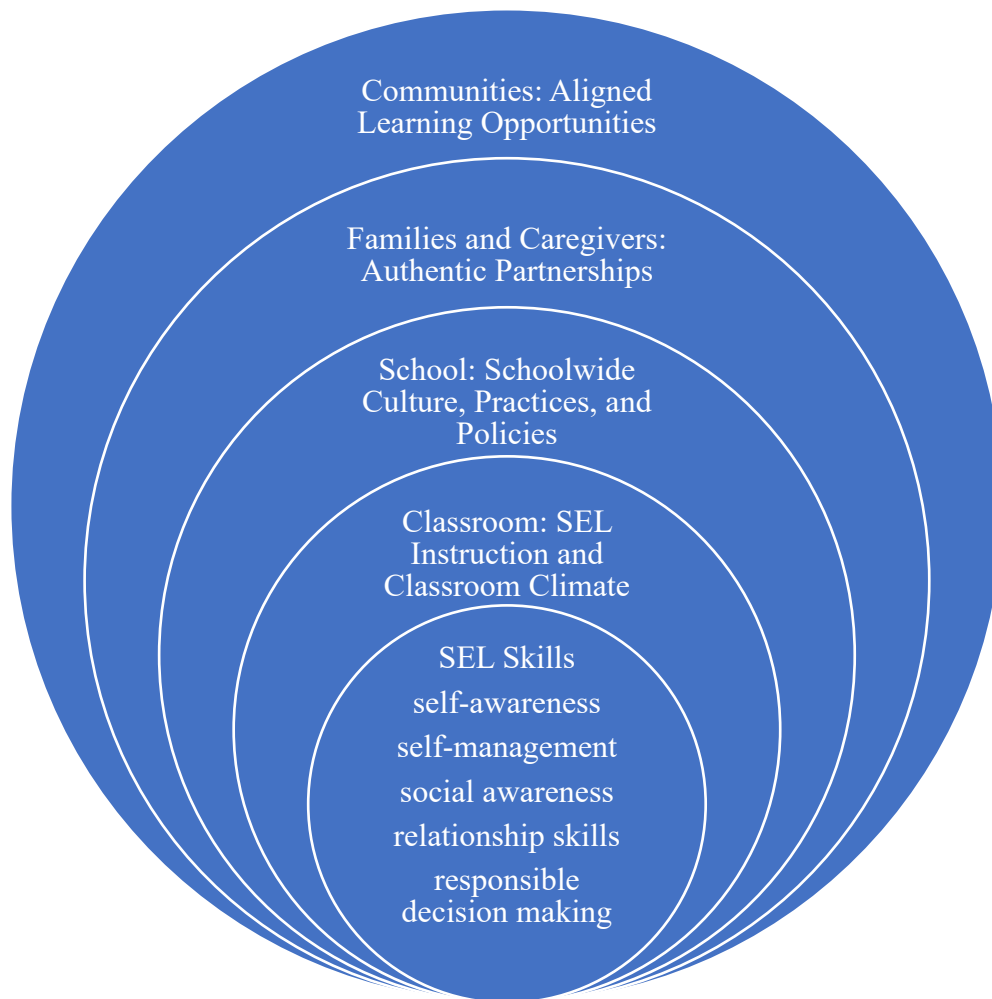 Communities: Aligned
Learning Opportunities
Families and Caregivers:
Authentic Partnerships
School: Schoolwide
Culture, Practices, and
Policies
Classroom: SEL
Instruction and
Classroom Climate
SEL Skills
self-awareness
self-management
social awareness
relationship skills
responsible
decision making